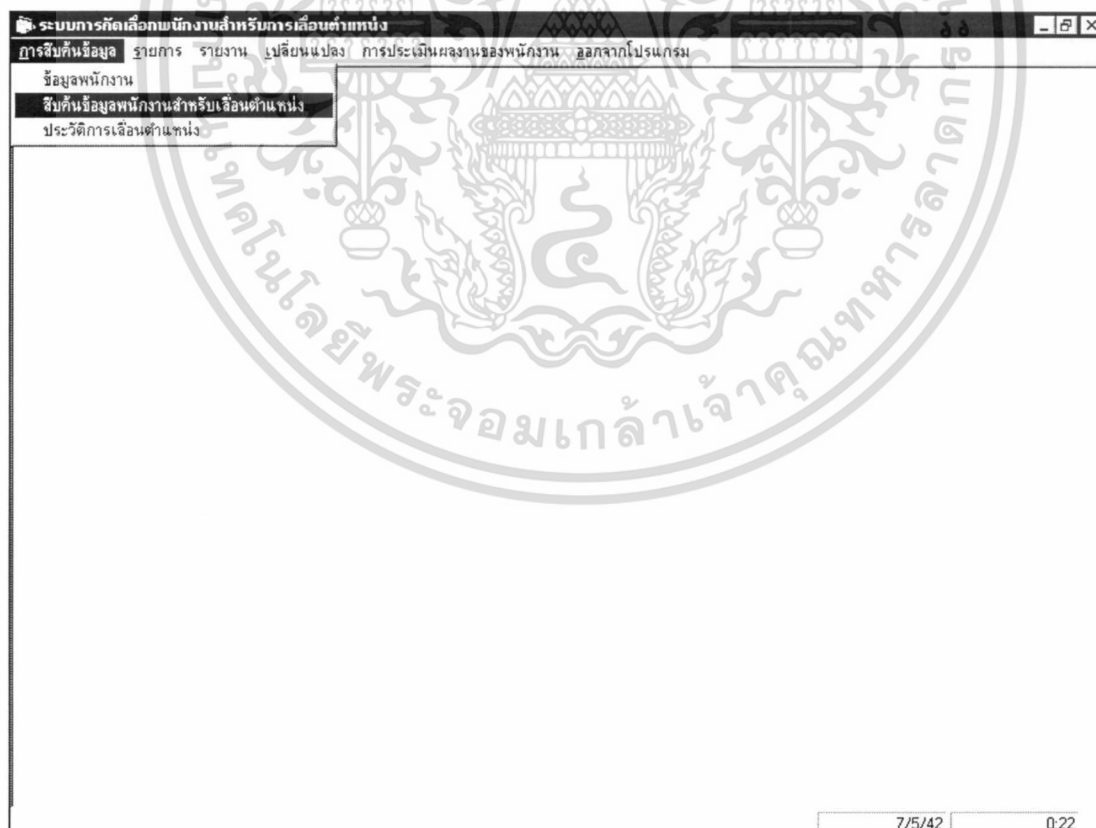 ระบบการคัดเลือกพนักงานสำหรับการเลื่อนตำแหน่ง
การสืบค้นข้อมูล รายการ รายงาน เปลี่ยนแปลง การประเมินผลงานของพนักงาน ออกจากโปรแกรม
ข้อมูลพนักงาน
สืบค้นข้อมูลพนักงานสำหรับเลื่อนตำแหน่ง
ประวัติการเลื่อนตำแหน่ง
เทคโนโลยีพระจอมเกล้าเจ้าคุณทหารลาดกระ
7/5/42 0:22